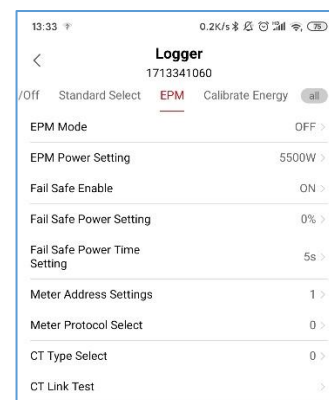 13:33 0.2K/s 75
Logger
1713341060
/Off Standard Select EPM Calibrate Energy all
EPM Mode OFF
EPM Power Setting 5500W
Fail Safe Enable ON
Fail Safe Power Setting 0%
Fail Safe Power Time
Setting 5s
Meter Address Settings 1
Meter Protocol Select 0
CT Type Select 0
CT Link Test